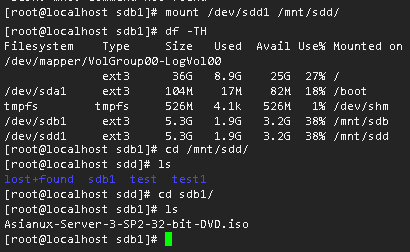 [root@localhost sdb1]# mount /dev/sdd1 /mnt/sdd/
[root@localhost sdb1]# df -TH
Filesystem    Type    Size    Used    Avail    Use%    Mounted on
/dev/mapper/VolGroup00-LogVol00
ext3    36G    8.9G    25G    27%    /
/dev/sda1    ext3    104M    17M    82M    18%    /boot
tmpfs    tmpfs    526M    4.1k    526M    1%    /dev/shm
/dev/sdb1    ext3    5.3G    1.9G    3.2G    38%    /mnt/sdb
/dev/sdd1    ext3    5.3G    1.9G    3.2G    38%    /mnt/sdd
[root@localhost sdb1]# cd /mnt/sdd/
[root@localhost sdd]# ls
lost+found  sdb1  test  test1
[root@localhost sdd]# cd sdb1/
[root@localhost sdb1]# ls
Asianux-Server-3-SP2-32-bit-DVD.iso
[root@localhost sdb1]#